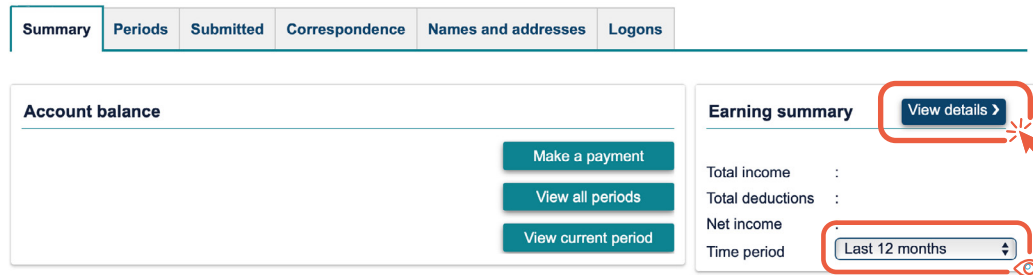 Summary Periods Submitted Correspondence Names and addresses Logons
Account balance
Make a payment
View all periods
View current period
Earning summary
View details ❯
Total income :
Total deductions :
Net income :
Time period Last 12 months